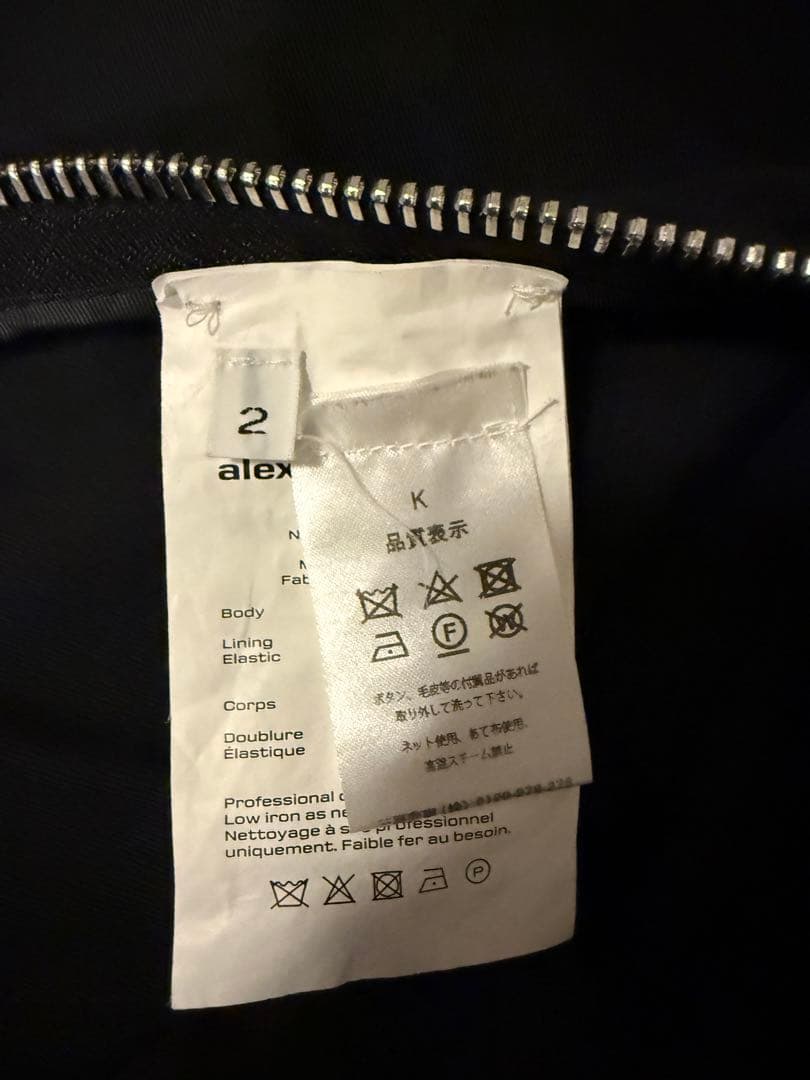 2
alex
K
品質表示
F
W
ボタン、毛皮等の付属品があれば
取り外して洗って下さい。
ネット使用、あて布使用、
高温スチーム禁止
N
Fab
Body
Lining
Elastic
Corps
Doublure
Élastique
Professional
Low iron as
Nettoyage à professionnel
uniquement. Faible fer au besoin.
P